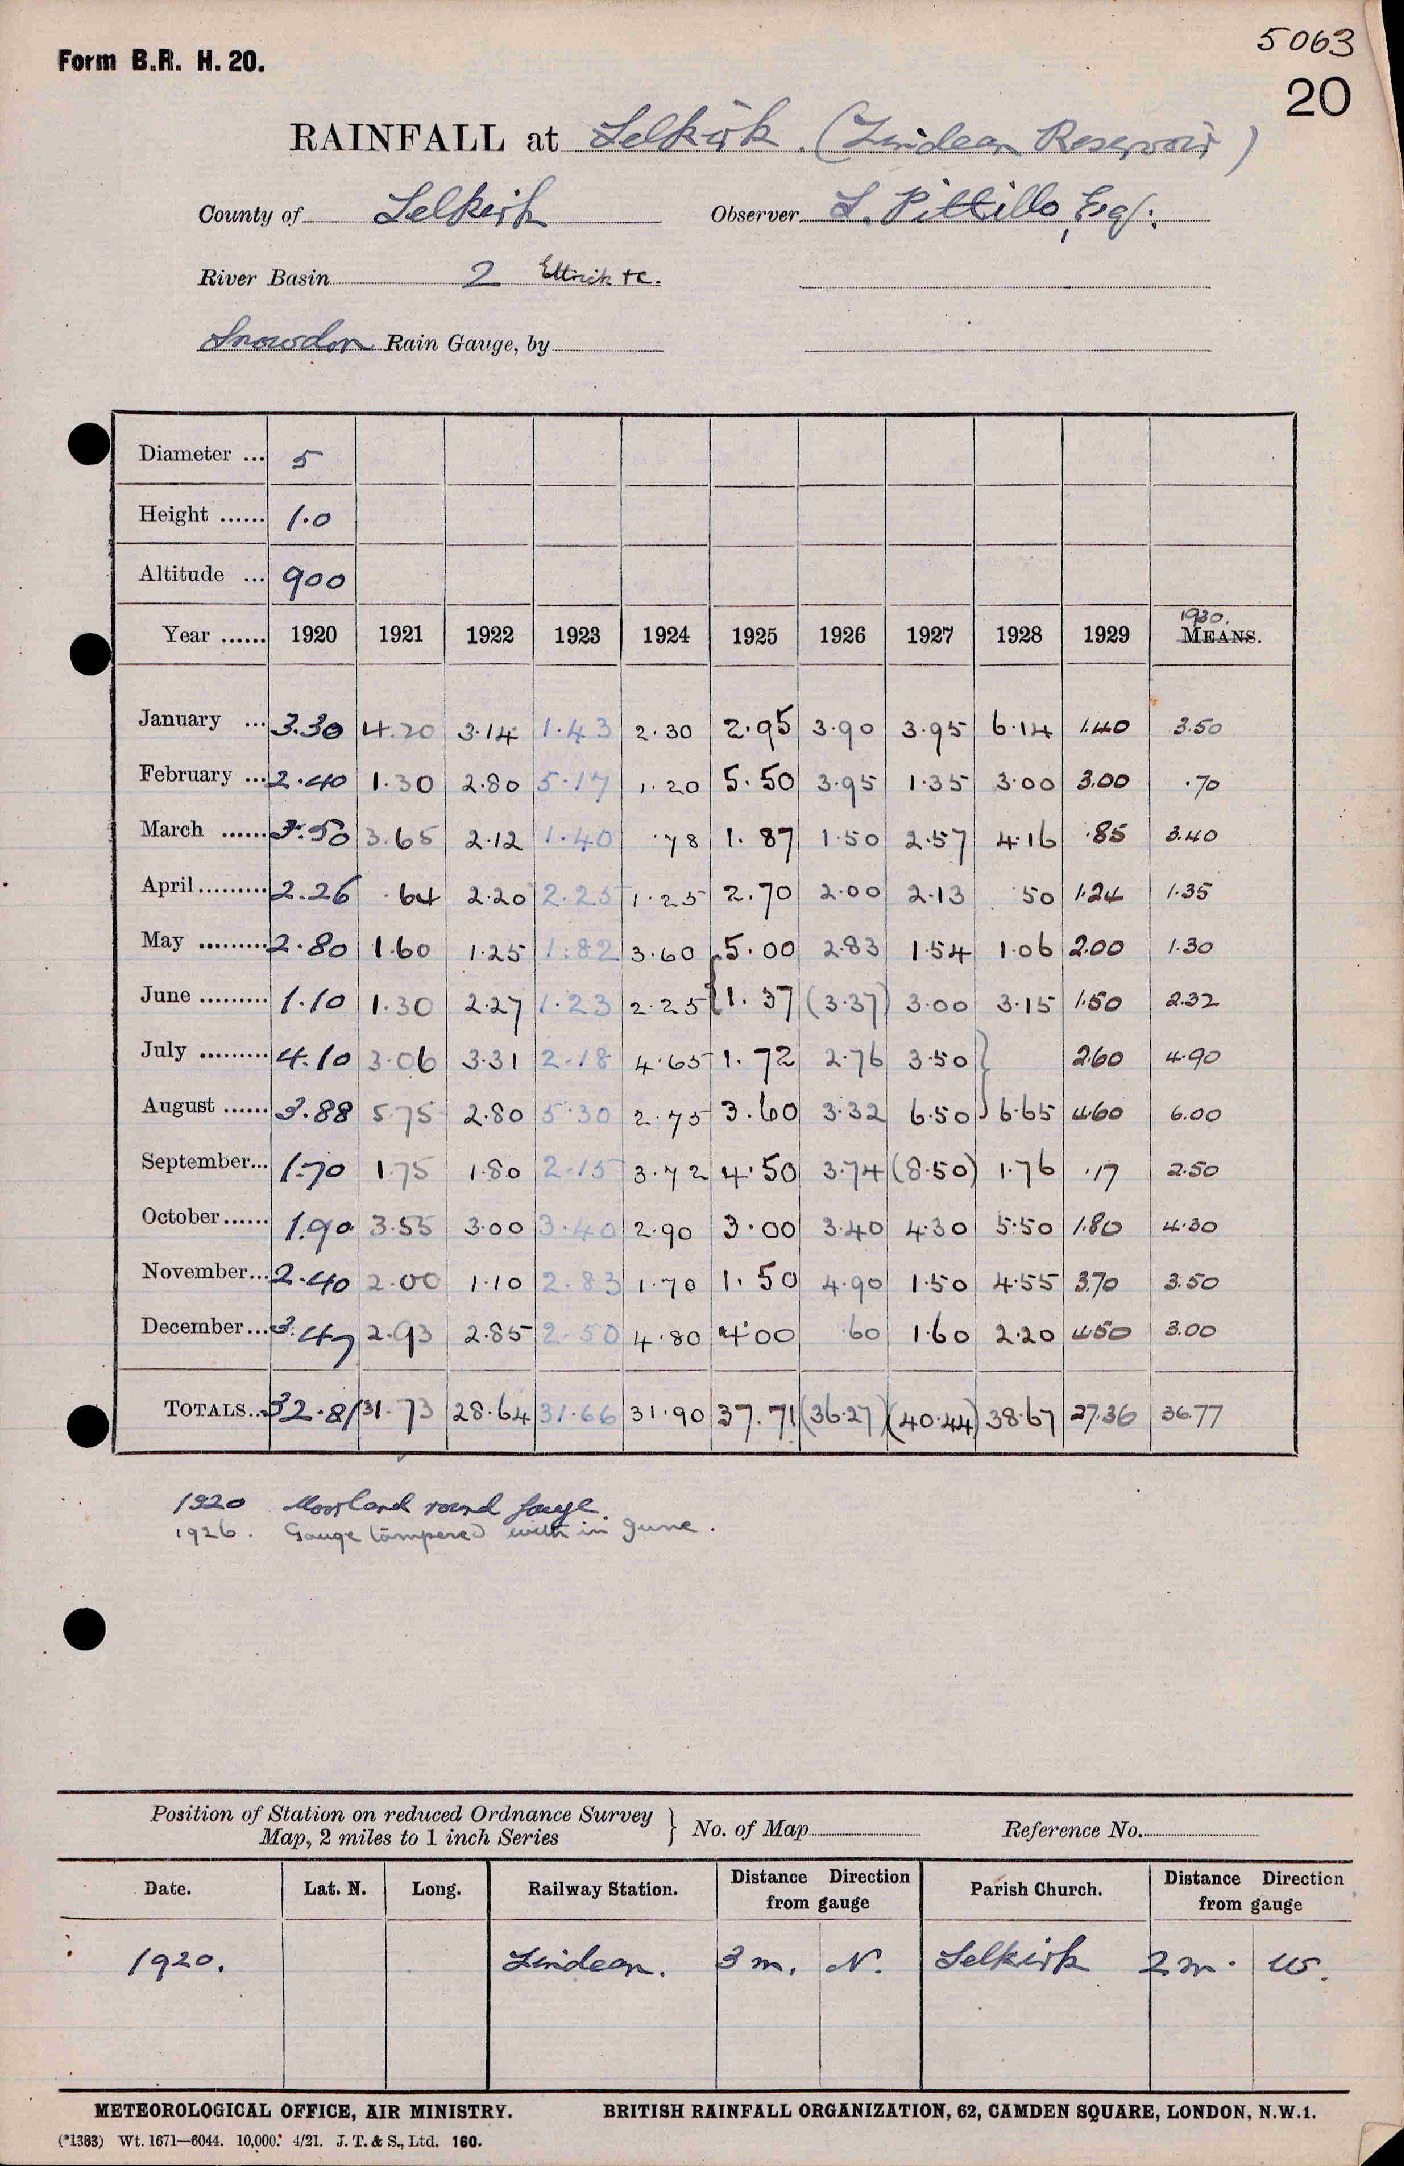 5063
Form B.R. H. 20.
20
RAINFALL at Selkirk. (Lindean Reservoir)
County of Selkirk Observer L. Pittillo, Esq.
River Basin 2 Ettrick &c.
Snowdon Rain Gauge, by
Diameter ... 5
Height ...... 1.0
Altitude ... 900
1930.
Year ...... 1920 1921 1922 1923 1924 1925 1926 1927 1928 1929 MEANS.
January ... 3.30 4.20 3.14 1.43 2.30 2.95 3.90 3.95 6.14 1.40 3.50
February ... 2.40 1.30 2.80 5.17 1.20 5.50 3.95 1.35 3.00 3.00 .70
March ...... 3.50 3.65 2.12 1.40 .78 1.87 1.50 2.57 4.16 .85 3.40
April ......... 2.26 .64 2.20 2.25 1.25 2.70 2.00 2.13 .50 1.24 1.35
May ......... 2.80 1.60 1.25 1.82 3.60 5.00 2.83 1.54 1.06 2.00 1.30
June ......... 1.10 1.30 2.27 1.23 2.25 { 1.37 (3.37) 3.00 3.15 1.50 2.32
July ......... 4.10 3.06 3.31 2.18 4.65 1.72 2.76 3.50 } 2.60 4.90
August ...... 3.88 5.75 2.80 5.30 2.75 3.60 3.32 6.50 6.65 4.60 6.00
September... 1.70 1.75 1.80 2.15 3.72 4.50 3.74 (8.50) 1.76 .17 2.50
October ...... 1.90 3.55 3.00 3.40 2.90 3.00 3.40 4.30 5.50 1.80 4.30
November... 2.40 2.00 1.10 2.83 1.70 1.50 4.90 1.50 4.55 3.70 3.50
December... 3.47 2.93 2.85 2.50 4.80 4.00 .60 1.60 2.20 4.50 3.00
TOTALS... 32.81 31.73 28.64 31.66 31.90 37.71 (36.27) (40.44) 38.67 27.36 36.77
1920 Moorland round gauge.
1926. Gauge tampered with in June.
Position of Station on reduced Ordnance Survey
Map, 2 miles to 1 inch Series } No. of Map Reference No.
Date. Lat. N. Long. Railway Station. Distance Direction from gauge Parish Church. Distance Direction from gauge
1920. Lindean. 3 m. N. Selkirk 2 m. W.
METEOROLOGICAL OFFICE, AIR MINISTRY. BRITISH RAINFALL ORGANIZATION, 62, CAMDEN SQUARE, LONDON, N.W.1.
(*1383) Wt. 1671—6044. 10,000. 4/21. J. T. & S., Ltd. 160.